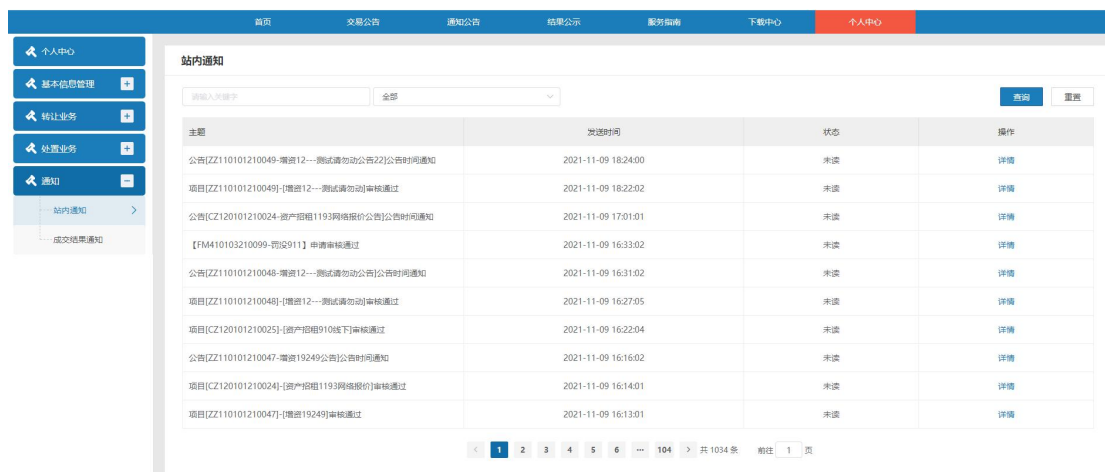 首页 交易公告 通知公告 结果公示 服务指南 下载中心 个人中心
个人中心
基本信息管理
转让业务
处置业务
通知
站内通知
成交结果通知
站内通知
请输入关键字 全部 查询 重置
主题 发送时间 状态 操作
公告[ZZ110101210049-增资12---测试请勿动公告22]公告时间通知 2021-11-09 18:24:00 未读 详情
项目[ZZ110101210049]-[增资12---测试请勿动]审核通过 2021-11-09 18:22:02 未读 详情
公告[CZ120101210024-资产招租1193网络报价公告]公告时间通知 2021-11-09 17:01:01 未读 详情
【FM410103210099-罚没911】申请审核通过 2021-11-09 16:33:02 未读 详情
公告[ZZ110101210048-增资12---测试请勿动公告]公告时间通知 2021-11-09 16:31:02 未读 详情
项目[ZZ110101210048]-[增资12---测试请勿动]审核通过 2021-11-09 16:27:05 未读 详情
项目[CZ120101210025]-[资产招租910线下]审核通过 2021-11-09 16:22:04 未读 详情
公告[ZZ110101210047-增资19249公告]公告时间通知 2021-11-09 16:16:02 未读 详情
项目[CZ120101210024]-[资产招租1193网络报价]审核通过 2021-11-09 16:14:01 未读 详情
项目[ZZ110101210047]-[增资19249]审核通过 2021-11-09 16:13:01 未读 详情
< 1 2 3 4 5 6 ··· 104 > 共 1034 条 前往 1 页